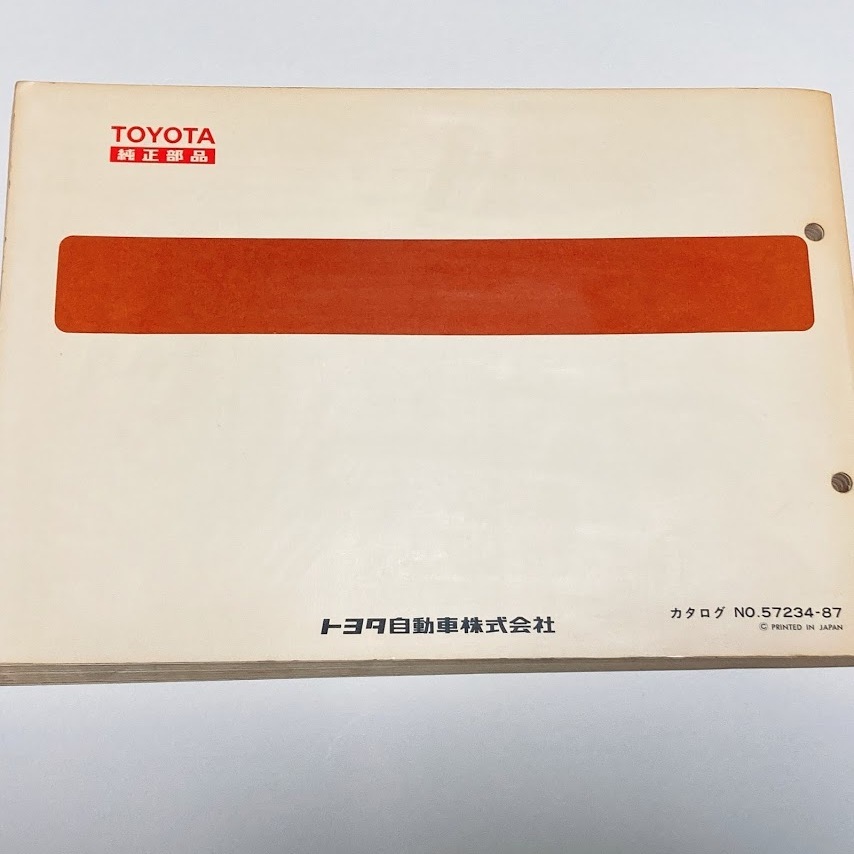 TOYOTA
純正部品
トヨタ自動車株式会社
カタログ NO.57234-87
© PRINTED IN JAPAN